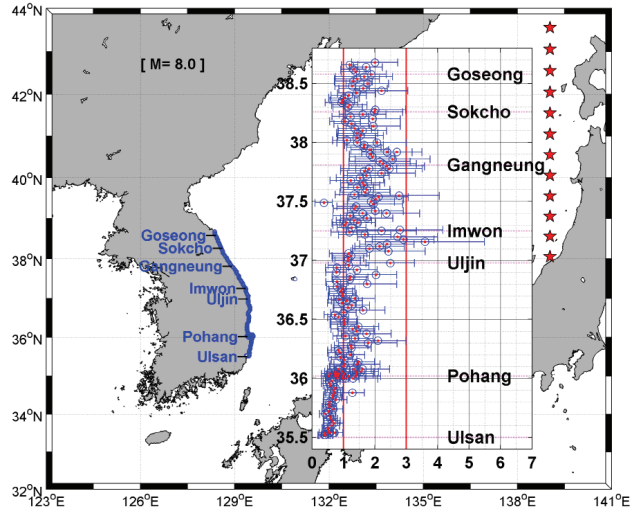 44°N
42°N
40°N
38°N
36°N
34°N
32°N
123°E
126°E
129°E
132°E
135°E
138°E
141°E
[ M= 8.0 ]
Goseong
Sokcho
Gangneung
Imwon
Uljin
Pohang
Ulsan
38.5
38
37.5
37
36.5
36
35.5
0 1 2 3 4 5 6 7
Goseong
Sokcho
Gangneung
Imwon
Uljin
Pohang
Ulsan